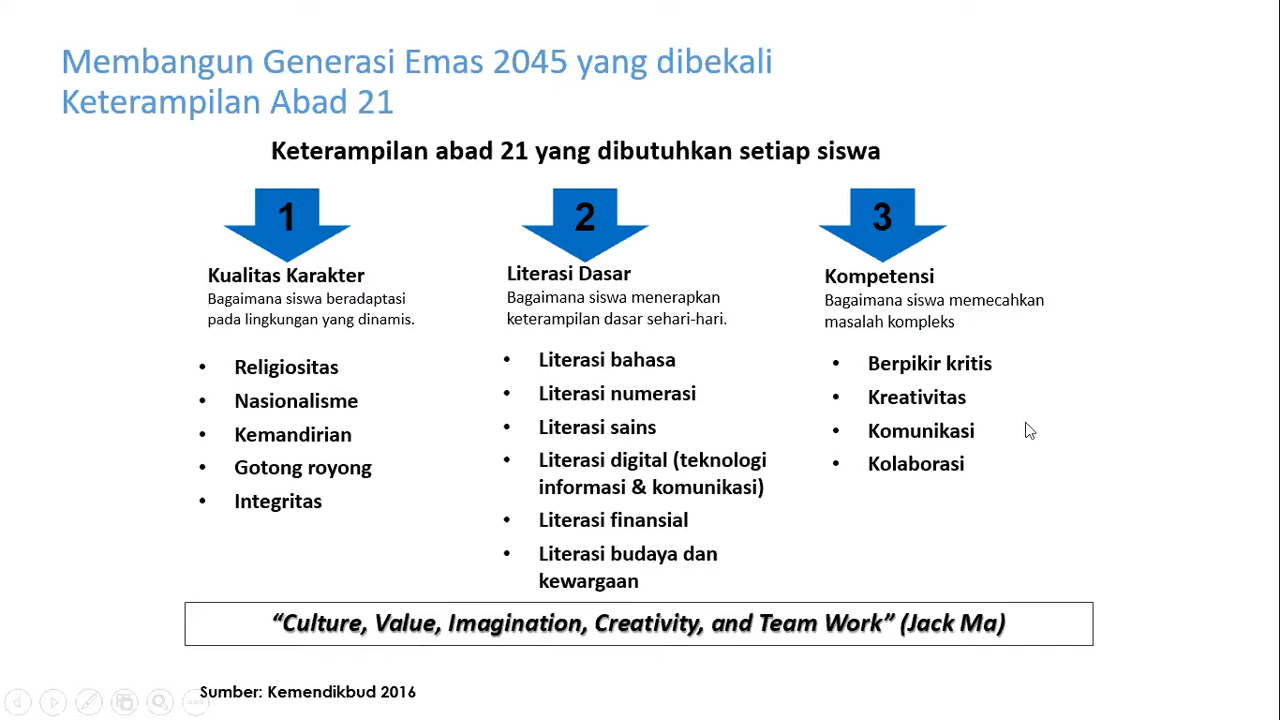 Membangun Generasi Emas 2045 yang dibekali
Keterampilan Abad 21
Keterampilan abad 21 yang dibutuhkan setiap siswa
1
Kualitas Karakter
Bagaimana siswa beradaptasi
pada lingkungan yang dinamis.
• Religiositas
• Nasionalisme
• Kemandirian
• Gotong royong
• Integritas
2
Literasi Dasar
Bagaimana siswa menerapkan
keterampilan dasar sehari-hari.
• Literasi bahasa
• Literasi numerasi
• Literasi sains
• Literasi digital (teknologi
informasi & komunikasi)
• Literasi finansial
• Literasi budaya dan
kewargaan
3
Kompetensi
Bagaimana siswa memecahkan
masalah kompleks
• Berpikir kritis
• Kreativitas
• Komunikasi
• Kolaborasi
“Culture, Value, Imagination, Creativity, and Team Work” (Jack Ma)
Sumber: Kemendikbud 2016